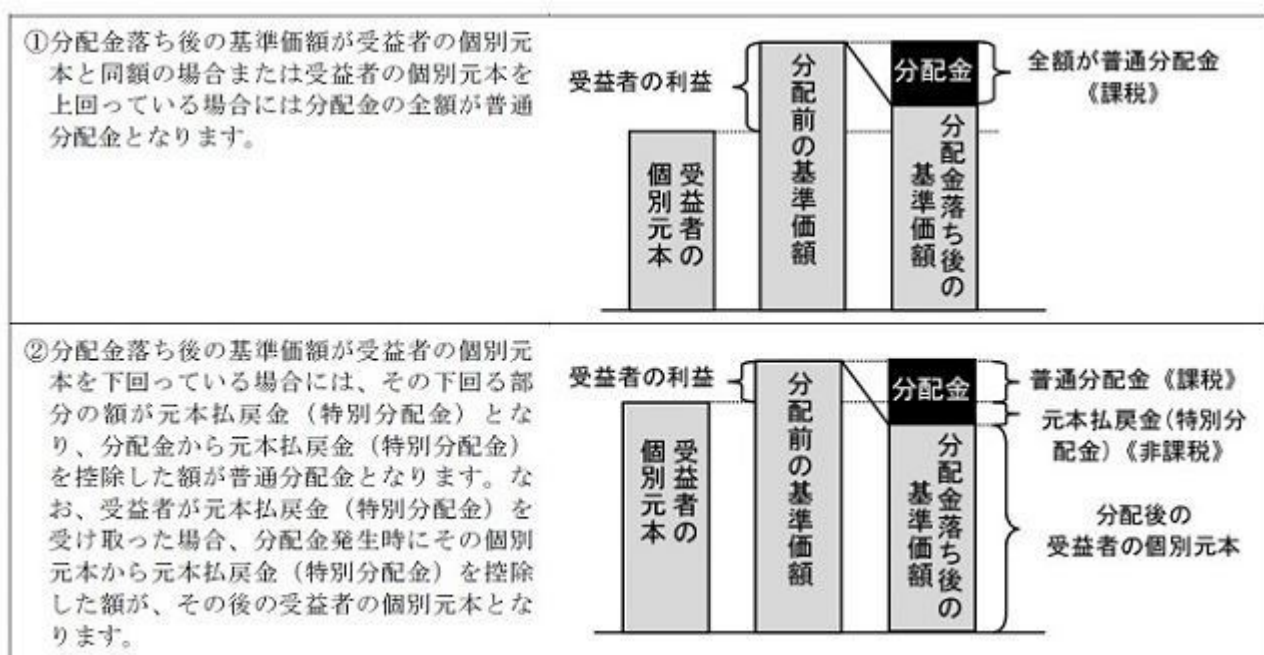 ①分配金落ち後の基準価額が受益者の個別元
本と同額の場合または受益者の個別元本を
上回っている場合には分配金の全額が普通
分配金となります。
受益者の利益
受益者の
個別元本
分配前の基準価額
分配金
分配金落ち後の
基準価額
全額が普通分配金
《課税》
②分配金落ち後の基準価額が受益者の個別元
本を下回っている場合には、その下回る部
分の額が元本払戻金（特別分配金）とな
り、分配金から元本払戻金（特別分配金）
を控除した額が普通分配金となります。な
お、受益者が元本払戻金（特別分配金）を
受け取った場合、分配金発生時にその個別
元本から元本払戻金（特別分配金）を控除
した額が、その後の受益者の個別元本とな
ります。
受益者の利益
受益者の
個別元本
分配前の基準価額
分配金
分配金落ち後の
基準価額
普通分配金《課税》
元本払戻金(特別分
配金)《非課税》
分配後の
受益者の個別元本